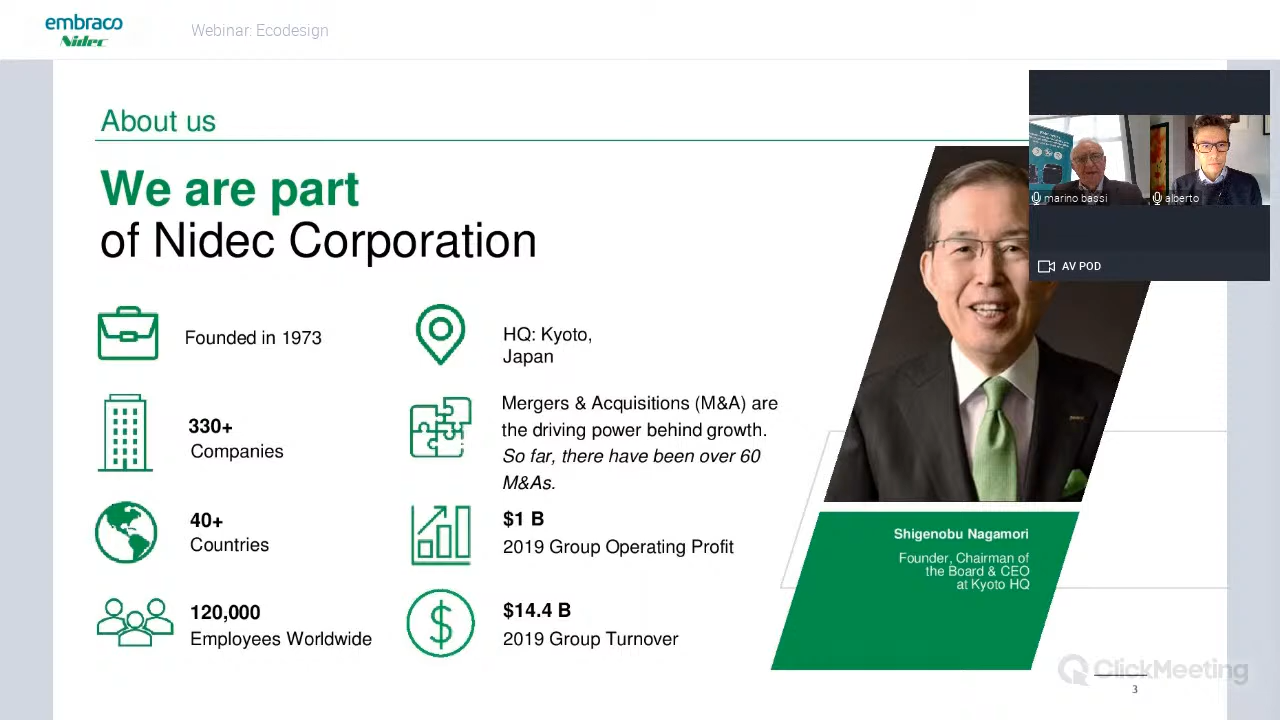 embraco
Nidec
Webinar: Ecodesign
About us
We are part
of Nidec Corporation
Founded in 1973
HQ: Kyoto,
Japan
330+
Companies
Mergers & Acquisitions (M&A) are
the driving power behind growth.
So far, there have been over 60
M&As.
40+
Countries
$1 B
2019 Group Operating Profit
120,000
Employees Worldwide
$14.4 B
2019 Group Turnover
marino bassi
alberto
AV POD
Shigenobu Nagamori
Founder, Chairman of
the Board & CEO
at Kyoto HQ
ClickMeeting
3